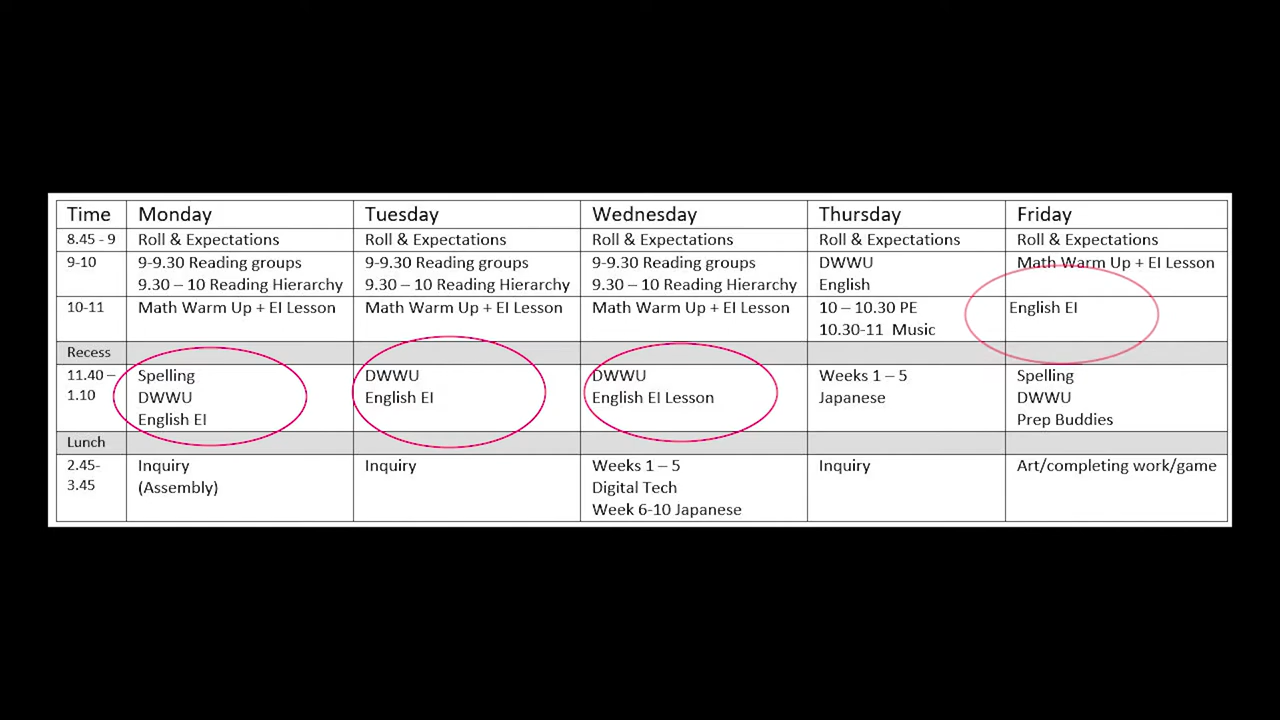 Time Monday Tuesday Wednesday Thursday Friday
8.45 - 9 Roll & Expectations Roll & Expectations Roll & Expectations Roll & Expectations Roll & Expectations
9-10 9-9.30 Reading groups 9-9.30 Reading groups 9-9.30 Reading groups DWWU Math Warm Up + EI Lesson
9.30 – 10 Reading Hierarchy 9.30 – 10 Reading Hierarchy 9.30 – 10 Reading Hierarchy English
10-11 Math Warm Up + EI Lesson Math Warm Up + EI Lesson Math Warm Up + EI Lesson 10 – 10.30 PE English EI
10.30-11 Music
Recess
11.40 – Spelling DWWU DWWU Weeks 1 – 5 Spelling
1.10 DWWU English EI English EI Lesson Japanese DWWU
English EI Prep Buddies
Lunch
2.45- Inquiry Inquiry Weeks 1 – 5 Inquiry Art/completing work/game
3.45 (Assembly) Digital Tech
Week 6-10 Japanese